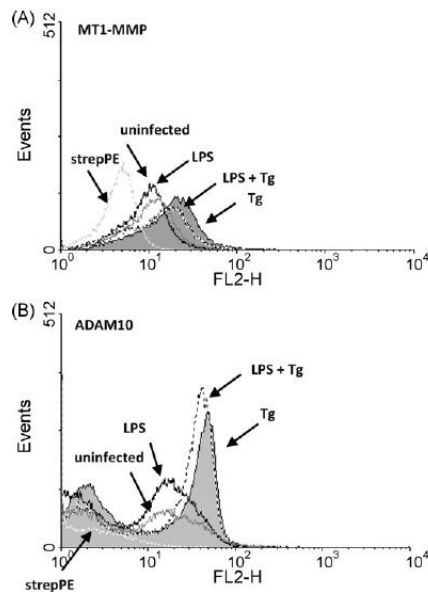 (A)
512
MT1-MMP
uninfected
LPS
strepPE
LPS + Tg
Tg
Events
0
10⁰ 10¹ 10² 10³ 10⁴
FL2-H
(B)
512
ADAM10
LPS + Tg
LPS
Tg
uninfected
Events
0
10⁰ 10¹ 10² 10³ 10⁴
strepPE
FL2-H